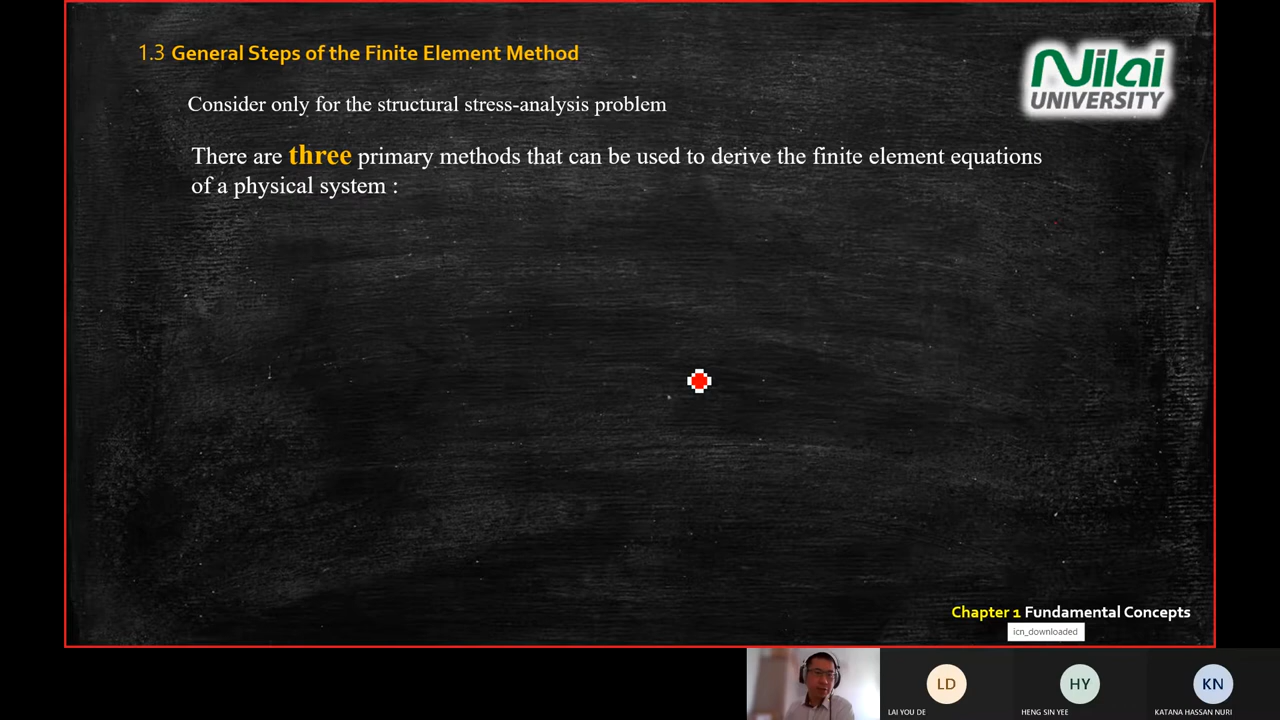 1.3 General Steps of the Finite Element Method
Nilai
UNIVERSITY
Consider only for the structural stress-analysis problem
There are three primary methods that can be used to derive the finite element equations
of a physical system :
Chapter 1 Fundamental Concepts
icn_downloaded
LD
HY
KN
LAI YOU DE
HENG SIN YEE
KATANA HASSAN NURI